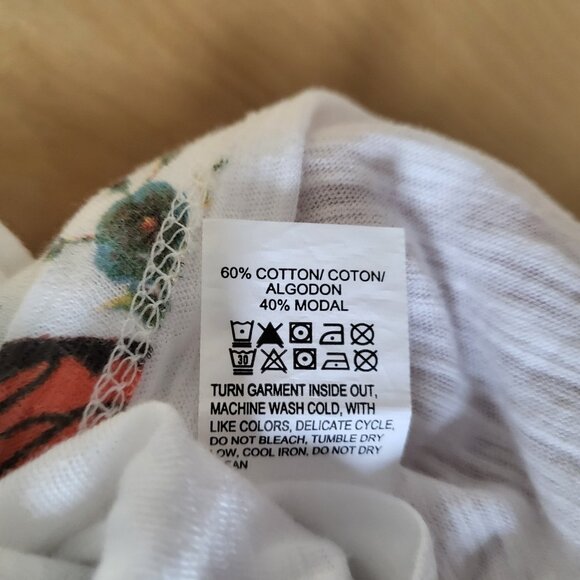 60% COTTON/ COTON/
ALGODON
40% MODAL
30
TURN GARMENT INSIDE OUT,
MACHINE WASH COLD, WITH
LIKE COLORS, DELICATE CYCLE,
DO NOT BLEACH, TUMBLE DRY
LOW, COOL IRON, DO NOT DRY